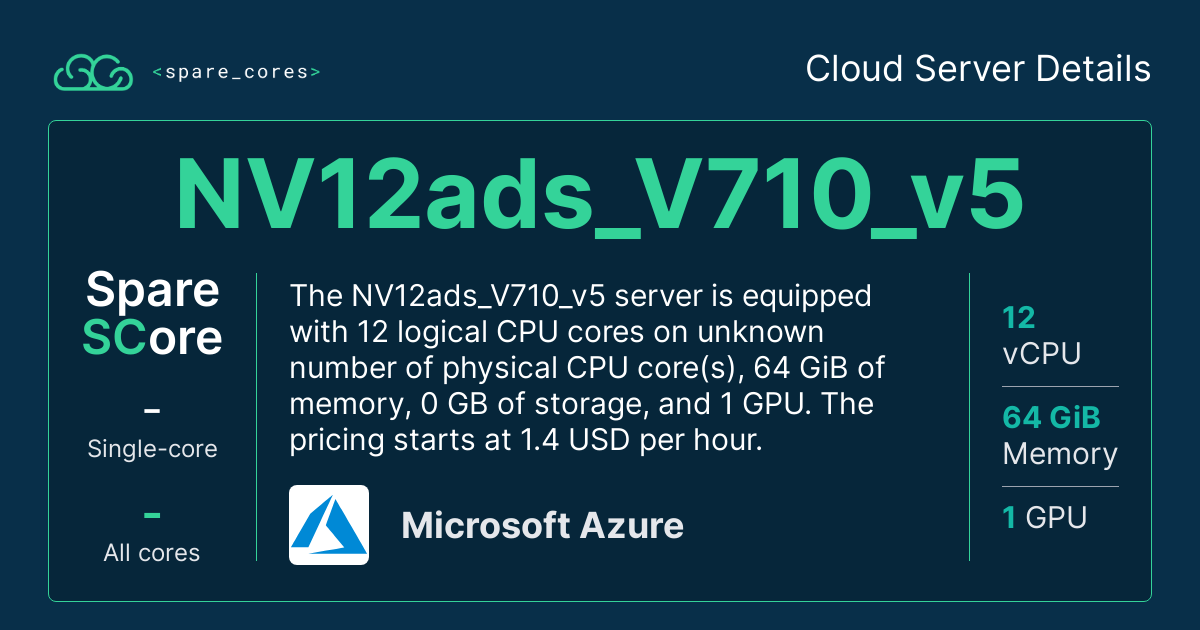 <spare_cores>
Cloud Server Details
NV12ads_V710_v5
Spare
SCore
–
Single-core
–
All cores
The NV12ads_V710_v5 server is equipped
with 12 logical CPU cores on unknown
number of physical CPU core(s), 64 GiB of
memory, 0 GB of storage, and 1 GPU. The
pricing starts at 1.4 USD per hour.
Microsoft Azure
12
vCPU
64 GiB
Memory
1 GPU